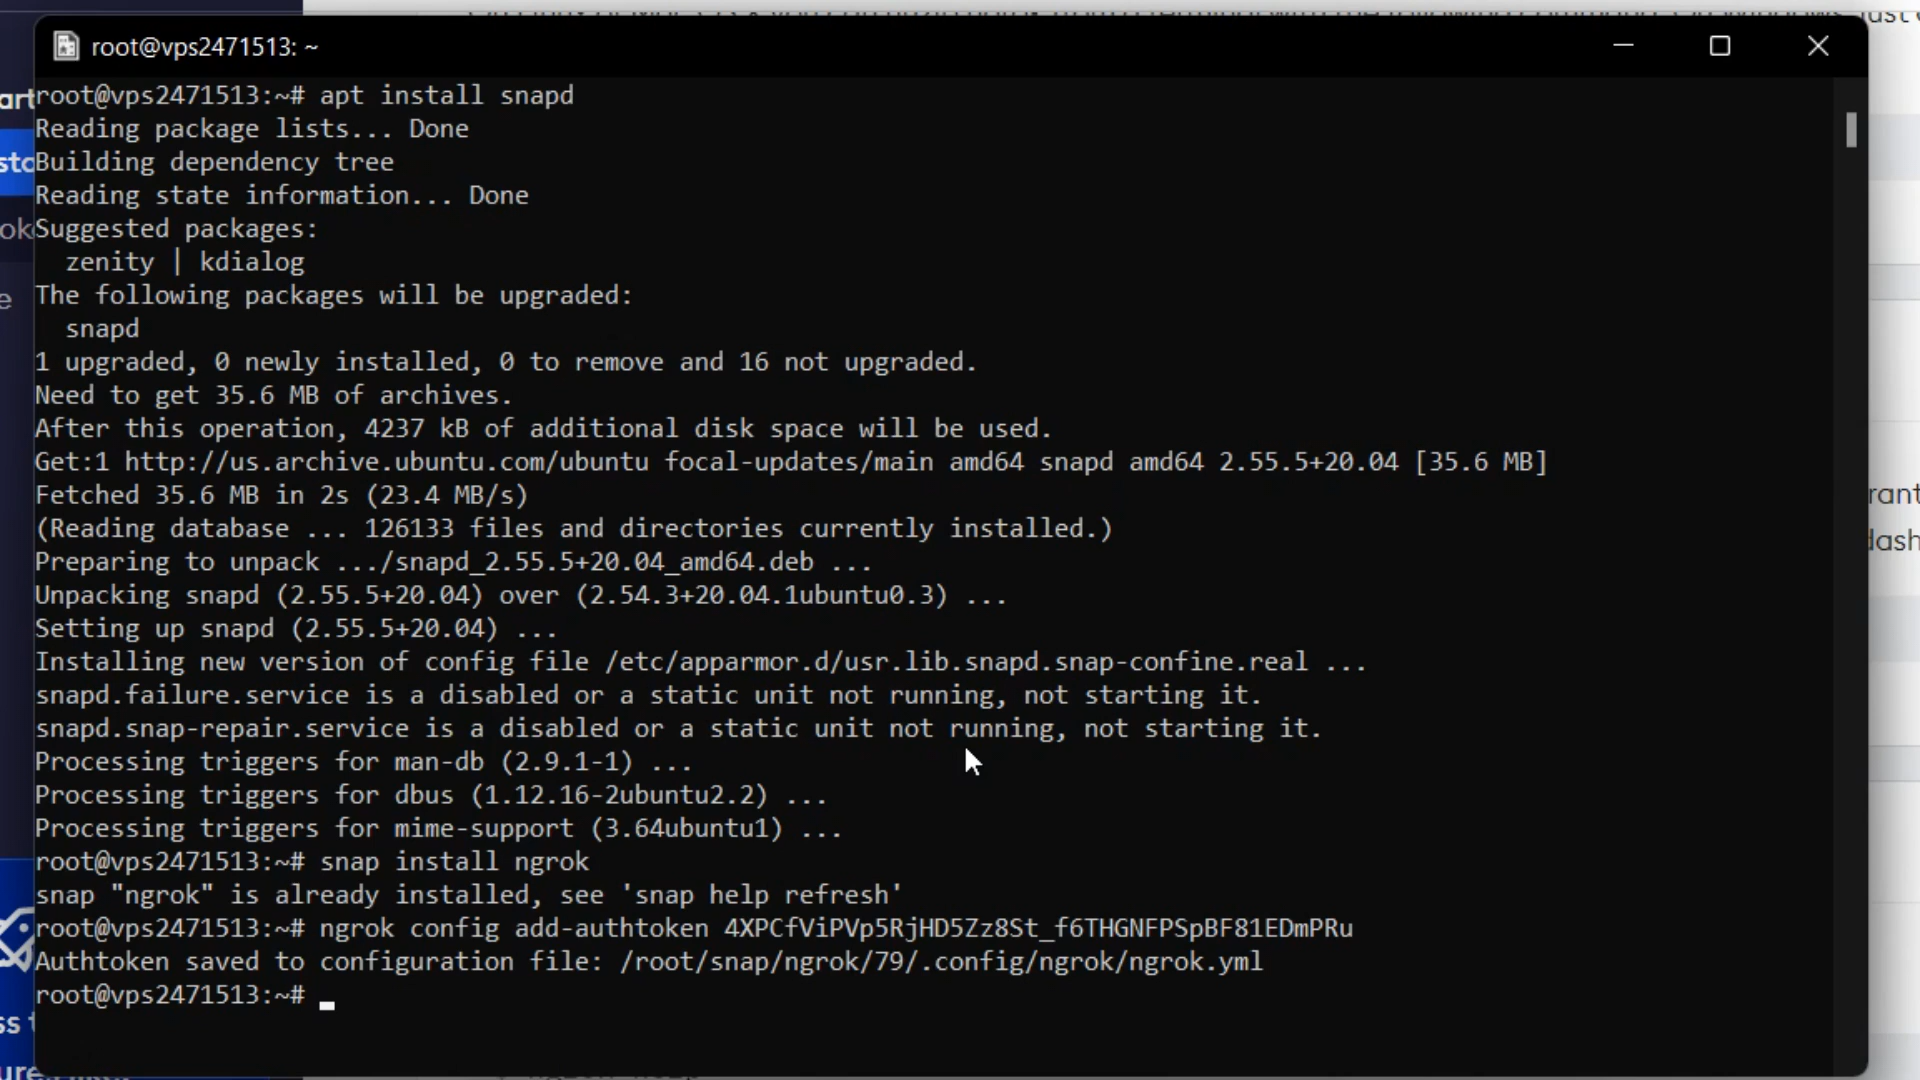 root@vps2471513: ~
root@vps2471513:~# apt install snapd
Reading package lists... Done
Building dependency tree
Reading state information... Done
Suggested packages:
  zenity | kdialog
The following packages will be upgraded:
  snapd
1 upgraded, 0 newly installed, 0 to remove and 16 not upgraded.
Need to get 35.6 MB of archives.
After this operation, 4237 kB of additional disk space will be used.
Get:1 http://us.archive.ubuntu.com/ubuntu focal-updates/main amd64 snapd amd64 2.55.5+20.04 [35.6 MB]
Fetched 35.6 MB in 2s (23.4 MB/s)
(Reading database ... 126133 files and directories currently installed.)
Preparing to unpack .../snapd_2.55.5+20.04_amd64.deb ...
Unpacking snapd (2.55.5+20.04) over (2.54.3+20.04.1ubuntu0.3) ...
Setting up snapd (2.55.5+20.04) ...
Installing new version of config file /etc/apparmor.d/usr.lib.snapd.snap-confine.real ...
snapd.failure.service is a disabled or a static unit not running, not starting it.
snapd.snap-repair.service is a disabled or a static unit not running, not starting it.
Processing triggers for man-db (2.9.1-1) ...
Processing triggers for dbus (1.12.16-2ubuntu2.2) ...
Processing triggers for mime-support (3.64ubuntu1) ...
root@vps2471513:~# snap install ngrok
snap "ngrok" is already installed, see 'snap help refresh'
root@vps2471513:~# ngrok config add-authtoken 4XPCfViPVp5RjHD5Zz8St_f6THGNFPSpBF81EDmPRu
Authtoken saved to configuration file: /root/snap/ngrok/79/.config/ngrok/ngrok.yml
root@vps2471513:~#